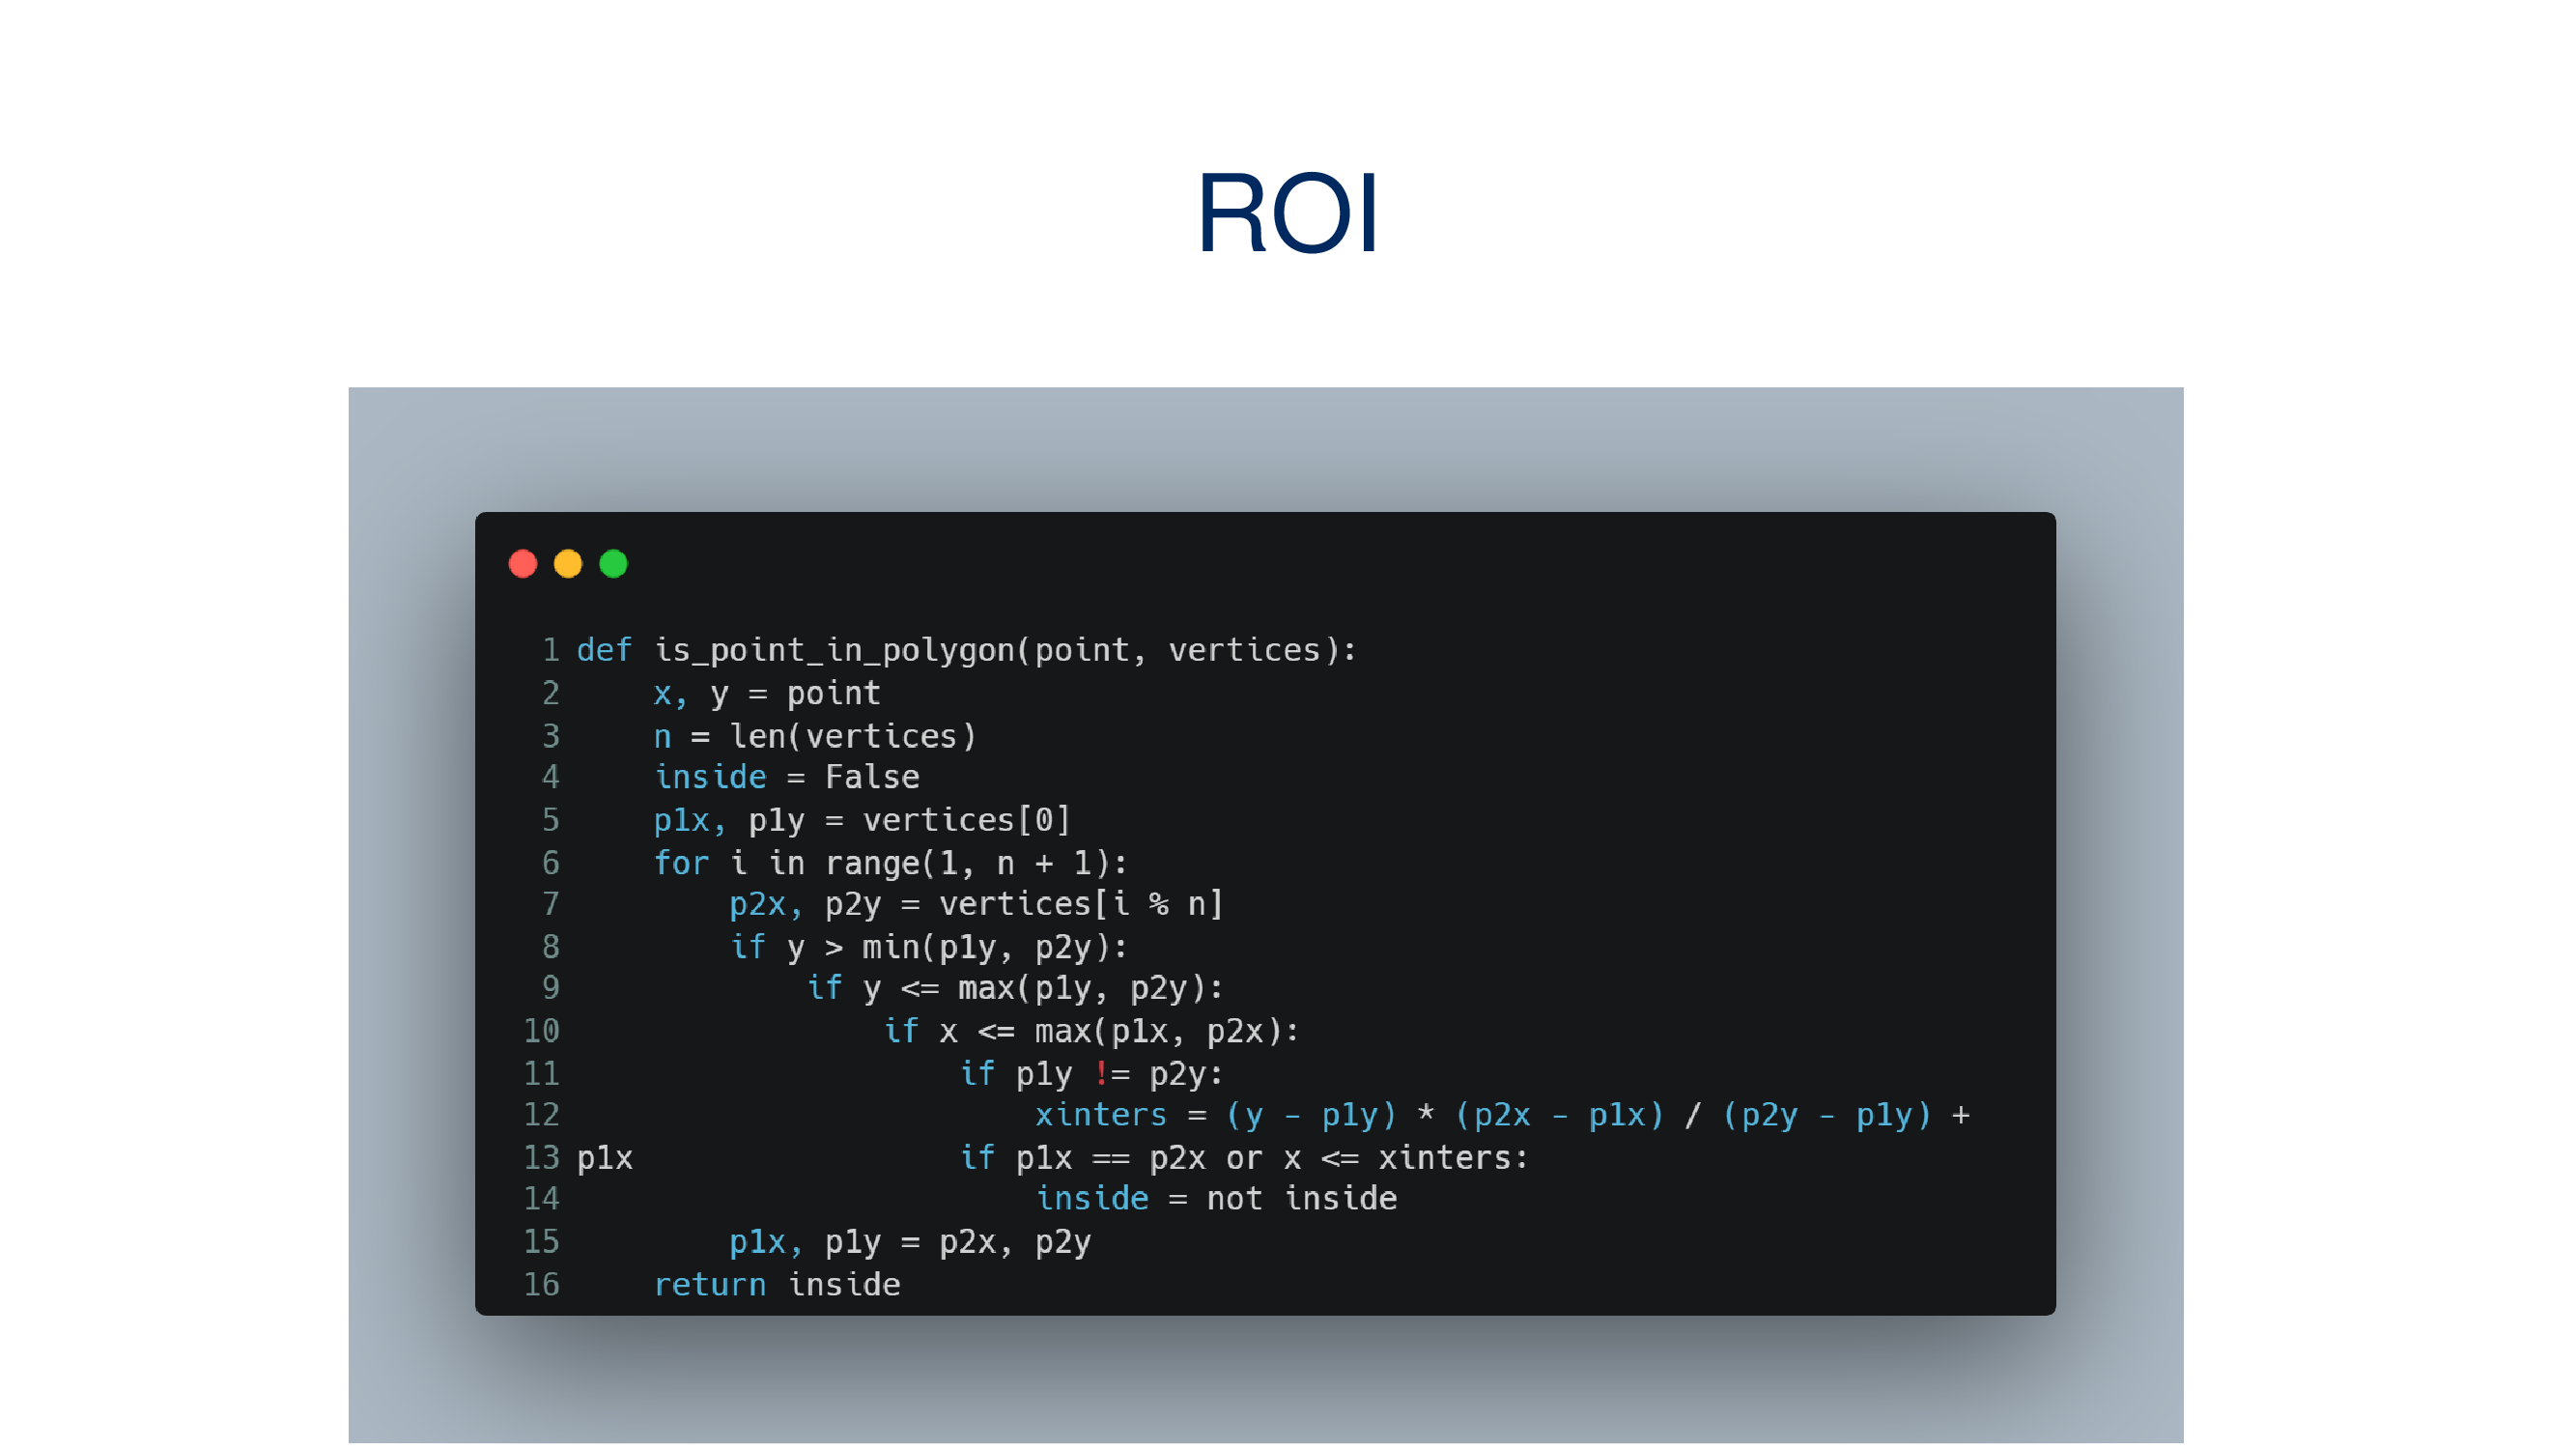 ROI
1 def is_point_in_polygon(point, vertices):
2     x, y = point
3     n = len(vertices)
4     inside = False
5     p1x, p1y = vertices[0]
6     for i in range(1, n + 1):
7         p2x, p2y = vertices[i % n]
8         if y > min(p1y, p2y):
9             if y <= max(p1y, p2y):
10                 if x <= max(p1x, p2x):
11                     if p1y != p2y:
12                         xinters = (y - p1y) * (p2x - p1x) / (p2y - p1y) +
13 p1x                 if p1x == p2x or x <= xinters:
14                         inside = not inside
15         p1x, p1y = p2x, p2y
16     return inside